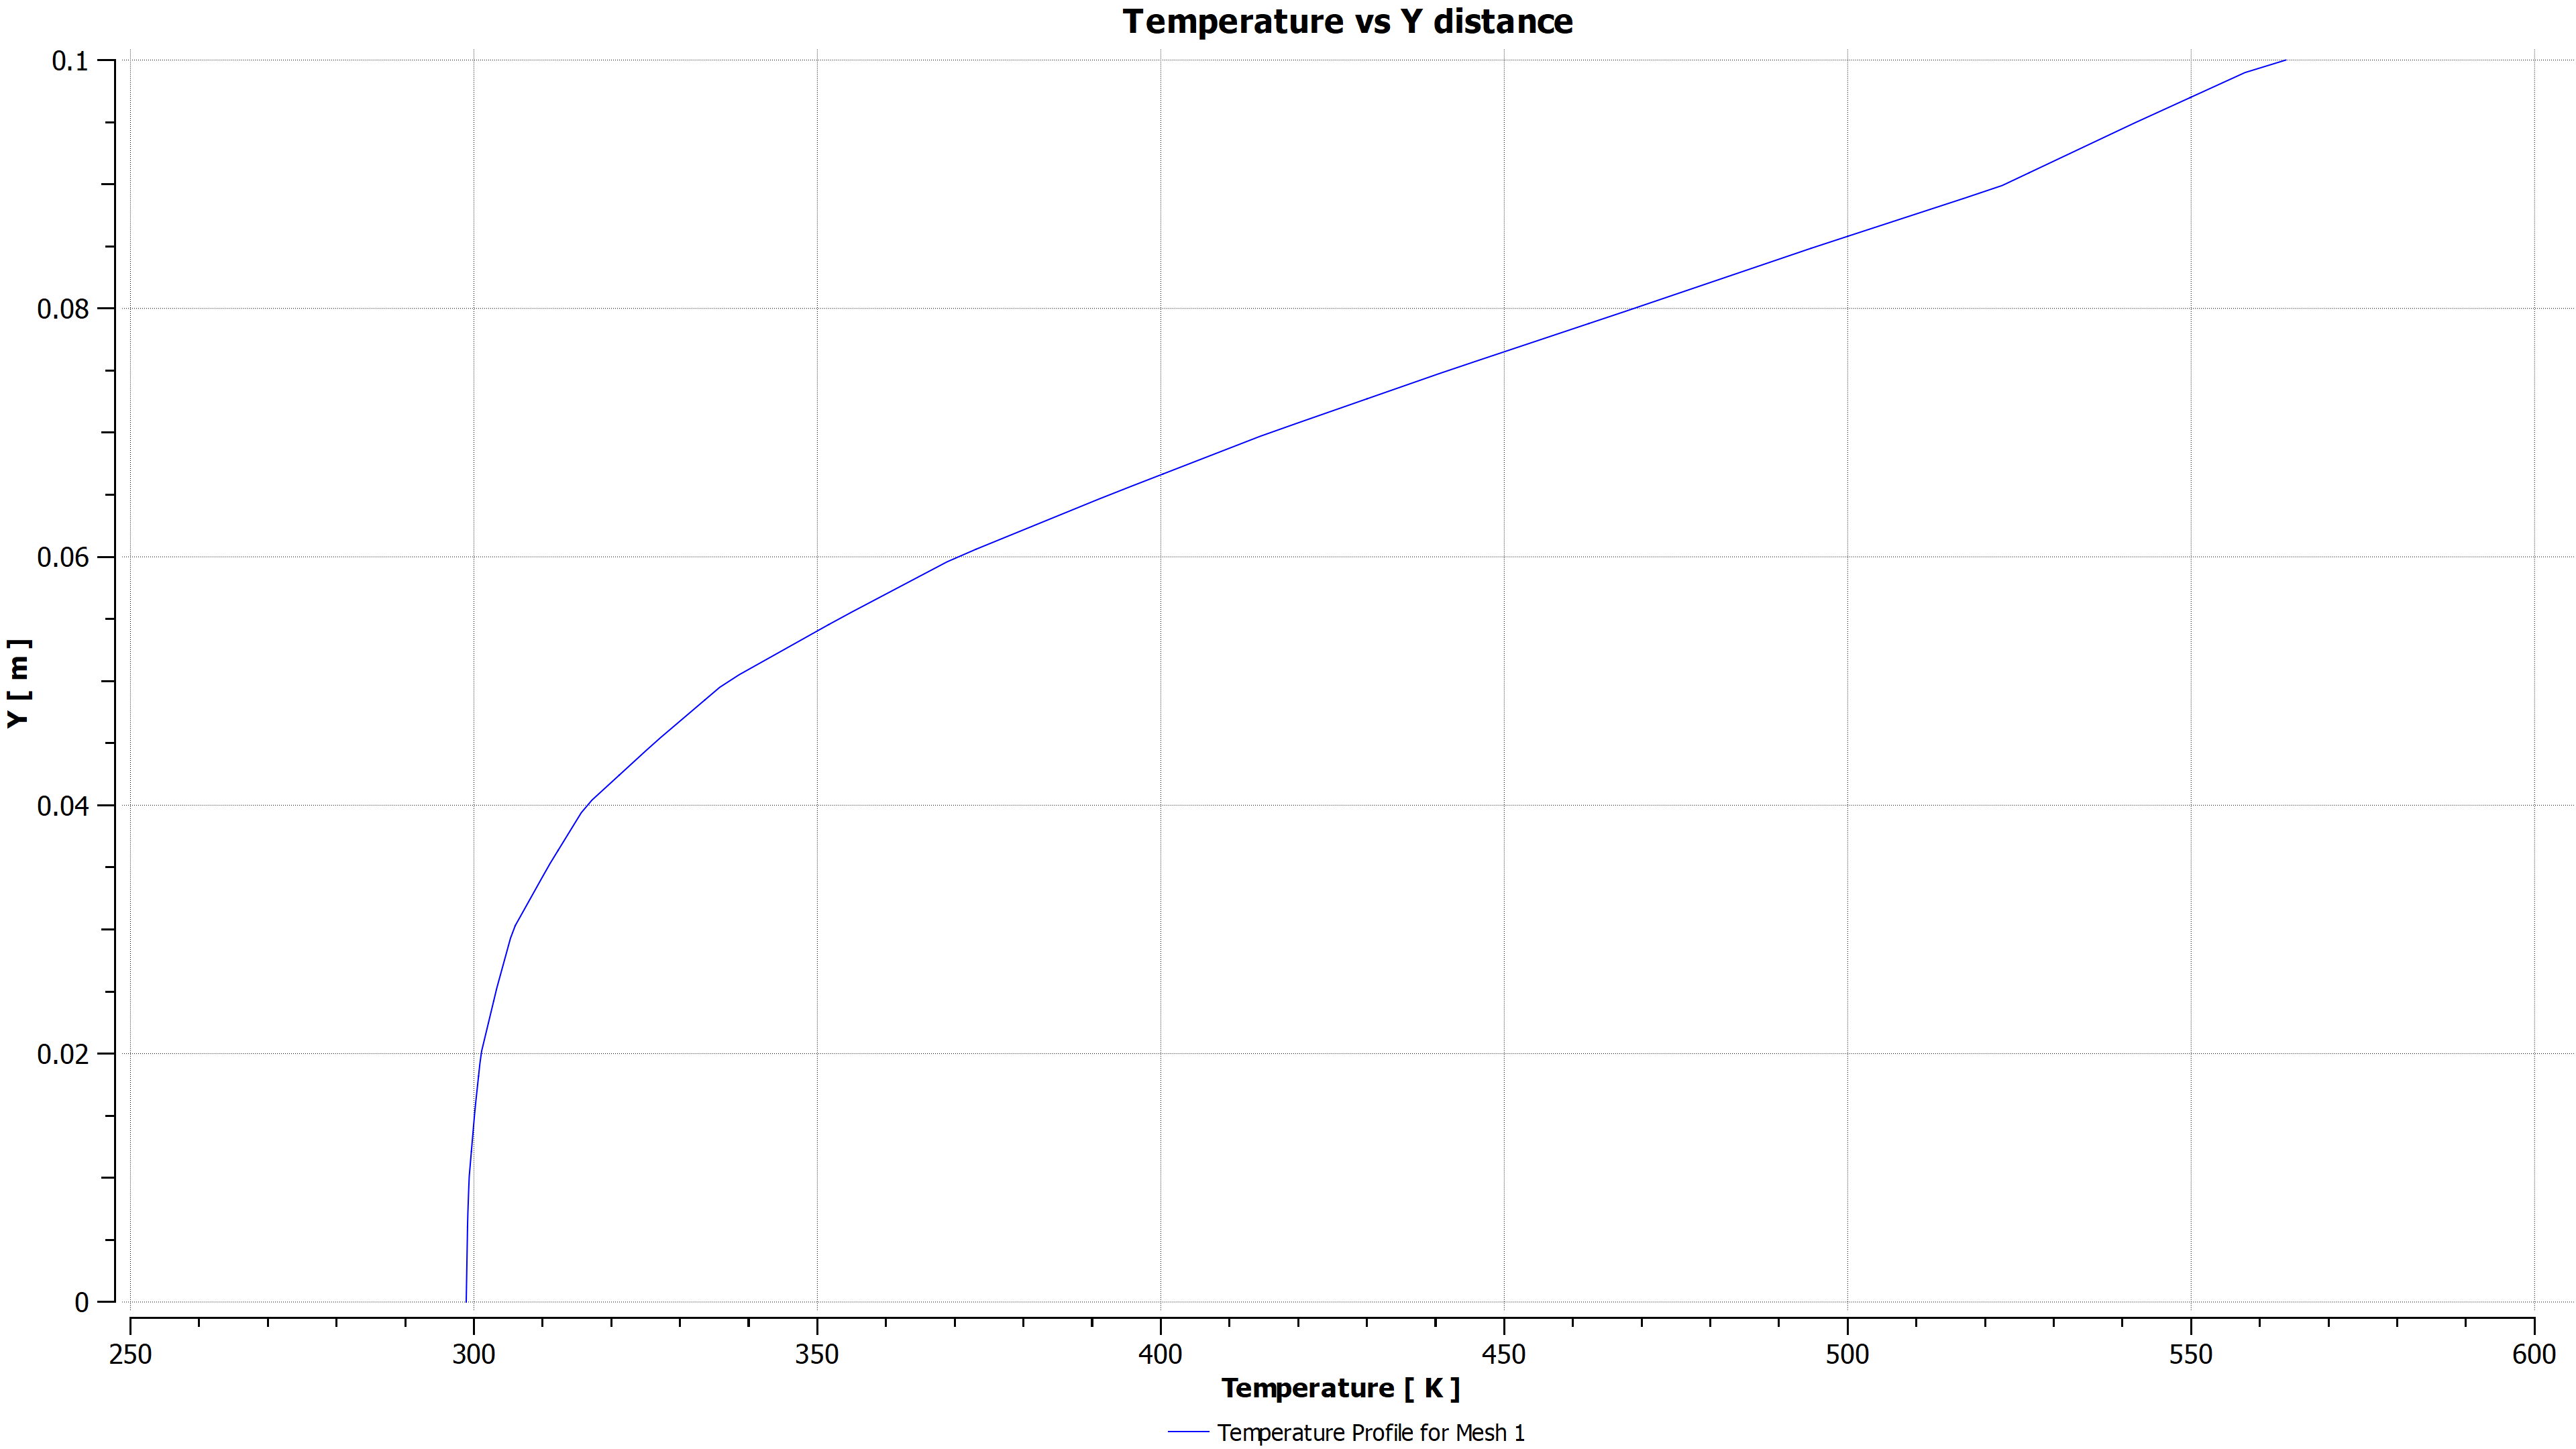 Temperature vs Y distance
0.1
0.08
0.06
0.04
0.02
0
Y [ m ]
250 300 350 400 450 500 550 600
Temperature [ K ]
Temperature Profile for Mesh 1